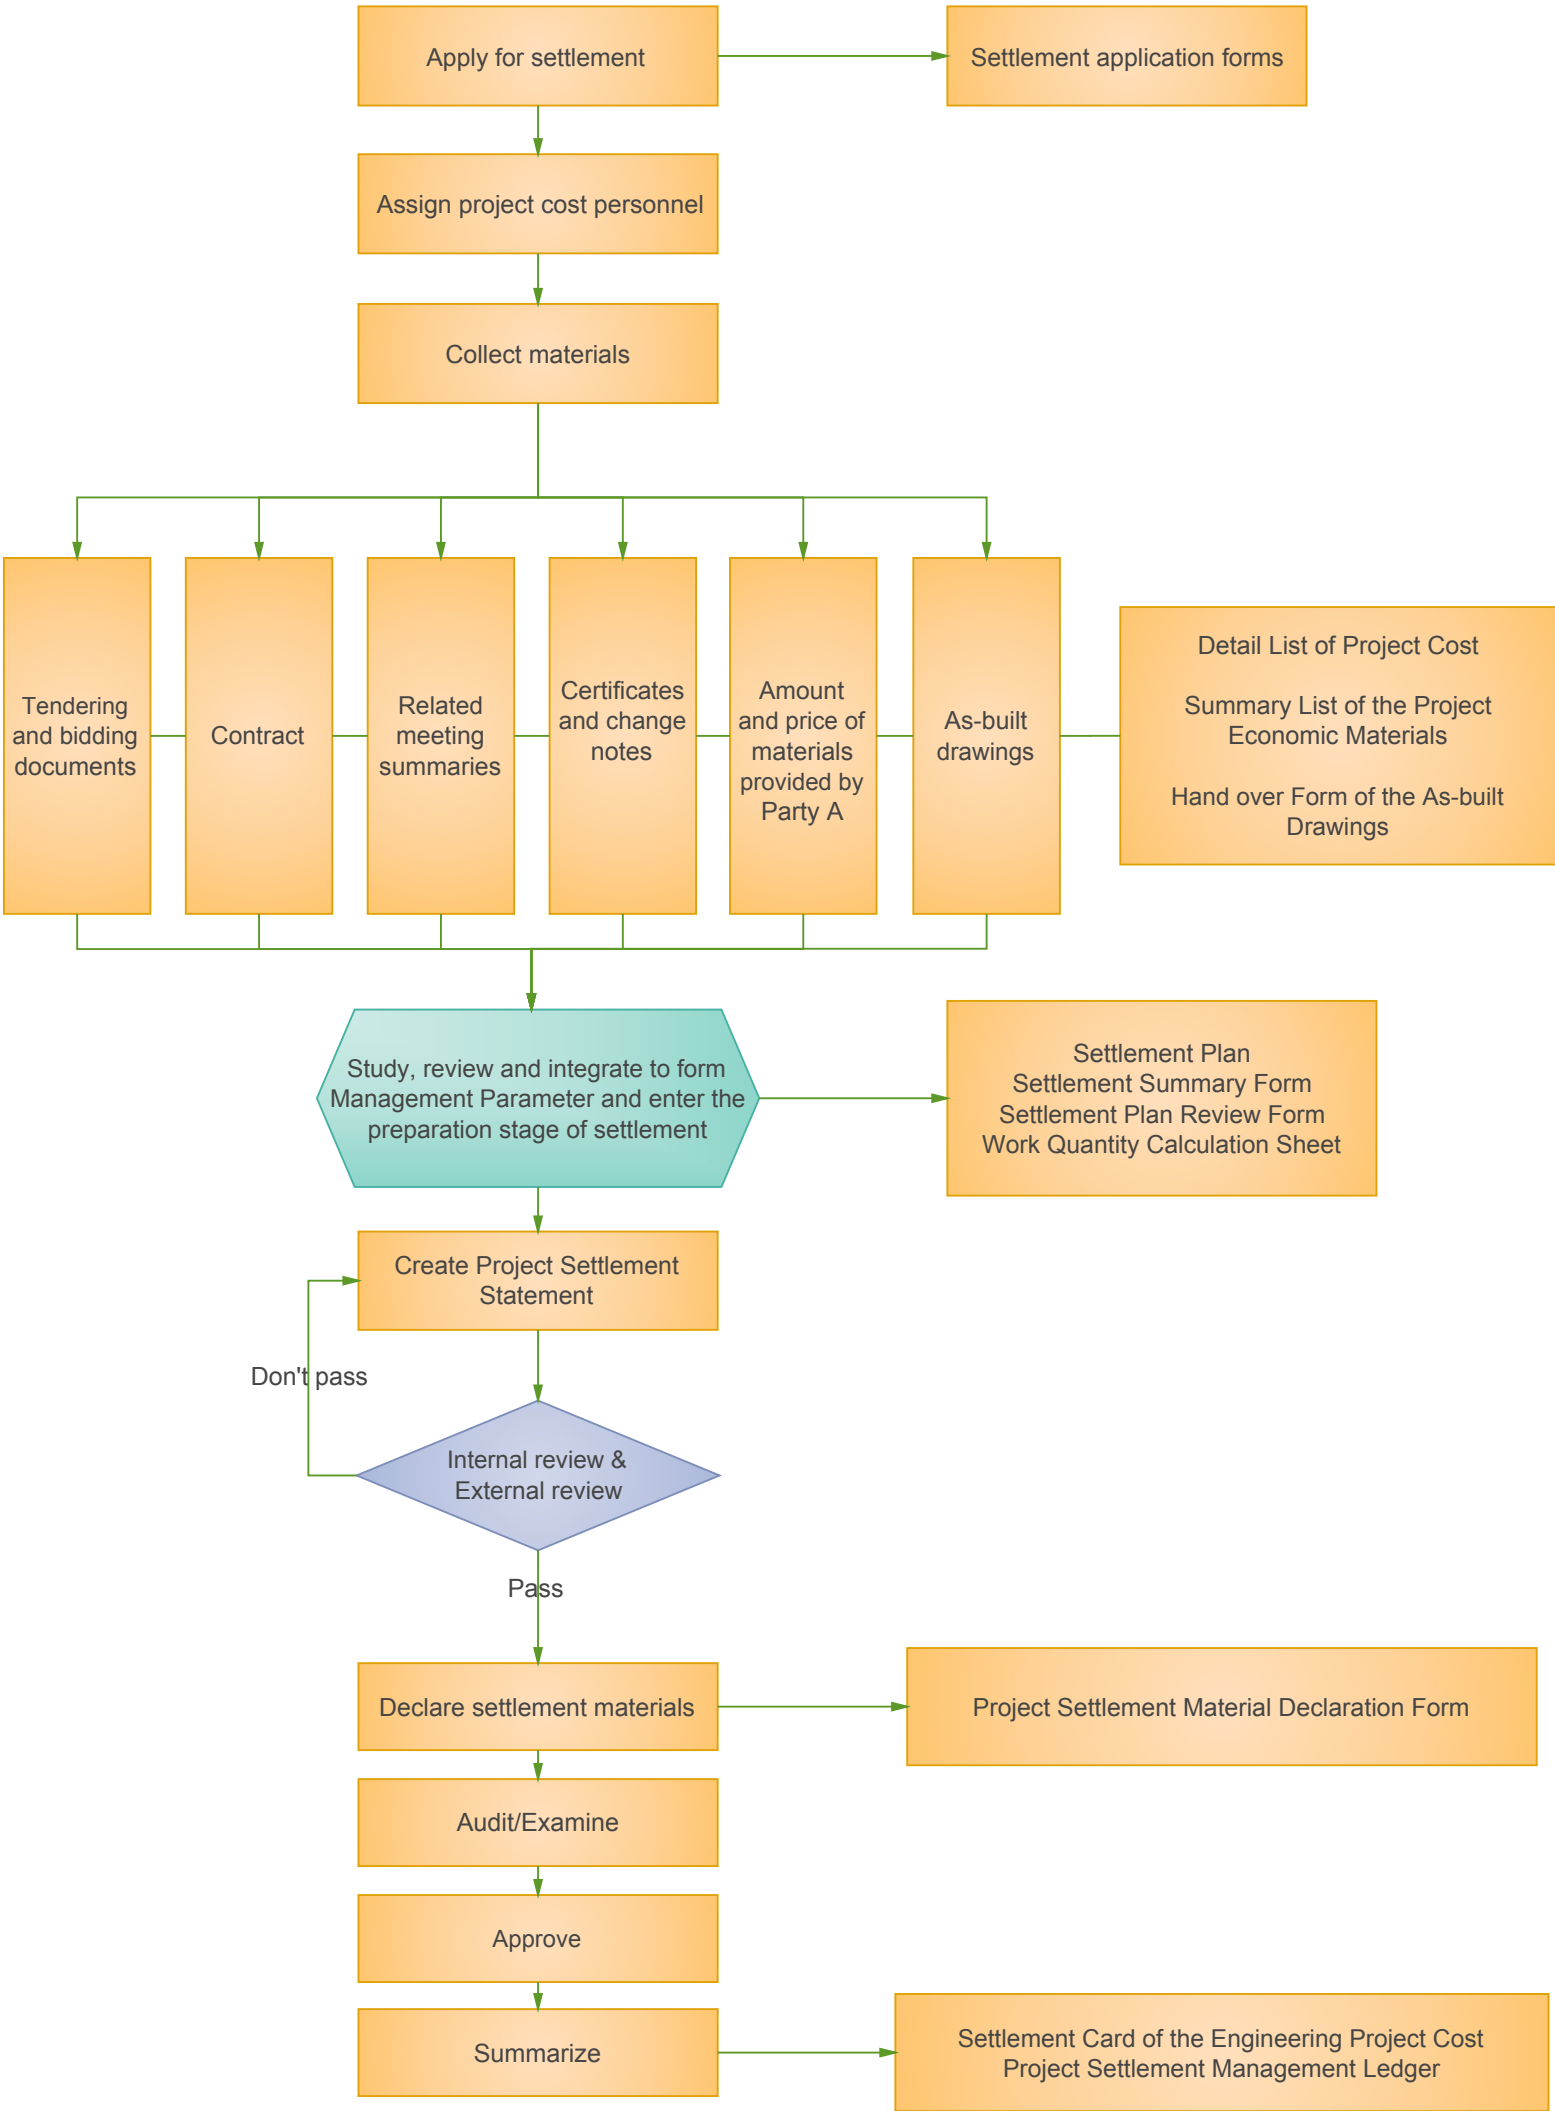 Apply for settlement
Settlement application forms
Assign project cost personnel
Collect materials
Tendering
and bidding
documents
Contract
Related
meeting
summaries
Certificates
and change
notes
Amount
and price of
materials
provided by
Party A
As-built
drawings
Detail List of Project Cost
Summary List of the Project
Economic Materials
Hand over Form of the As-built
Drawings
Study, review and integrate to form
Management Parameter and enter the
preparation stage of settlement
Settlement Plan
Settlement Summary Form
Settlement Plan Review Form
Work Quantity Calculation Sheet
Create Project Settlement
Statement
Don't pass
Internal review &
External review
Pass
Declare settlement materials
Project Settlement Material Declaration Form
Audit/Examine
Approve
Summarize
Settlement Card of the Engineering Project Cost
Project Settlement Management Ledger